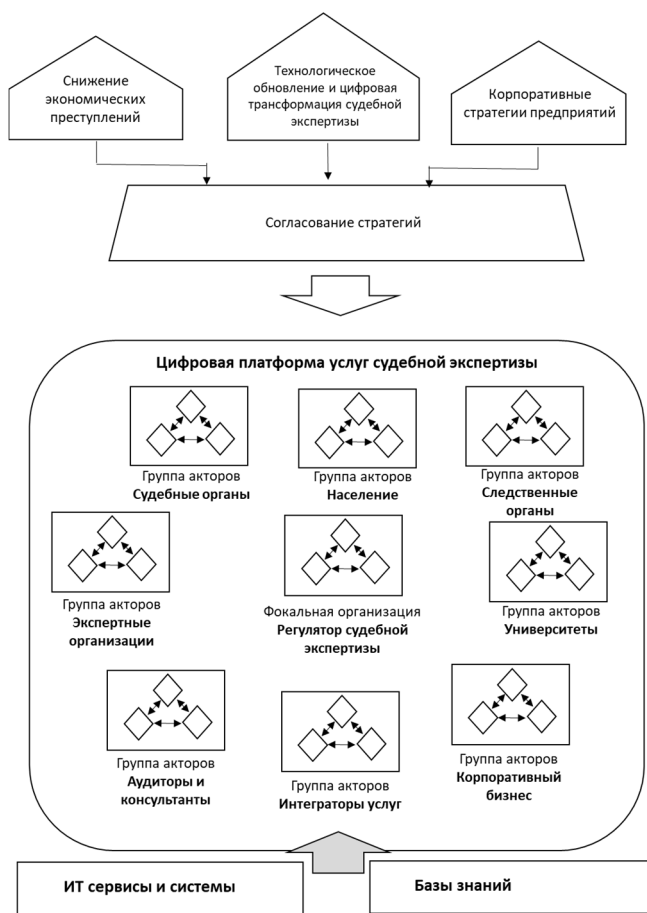 Снижение
экономических
преступлений
Технологическое
обновление и цифровая
трансформация судебной
экспертизы
Корпоративные
стратегии предприятий
Согласование стратегий
Цифровая платформа услуг судебной экспертизы
Группа акторов
Судебные органы
Группа акторов
Население
Группа акторов
Следственные
органы
Группа акторов
Экспертные
организации
Фокальная организация
Регулятор судебной
экспертизы
Группа акторов
Университеты
Группа акторов
Аудиторы и
консультанты
Группа акторов
Интеграторы услуг
Группа акторов
Корпоративный
бизнес
ИТ сервисы и системы
Базы знаний